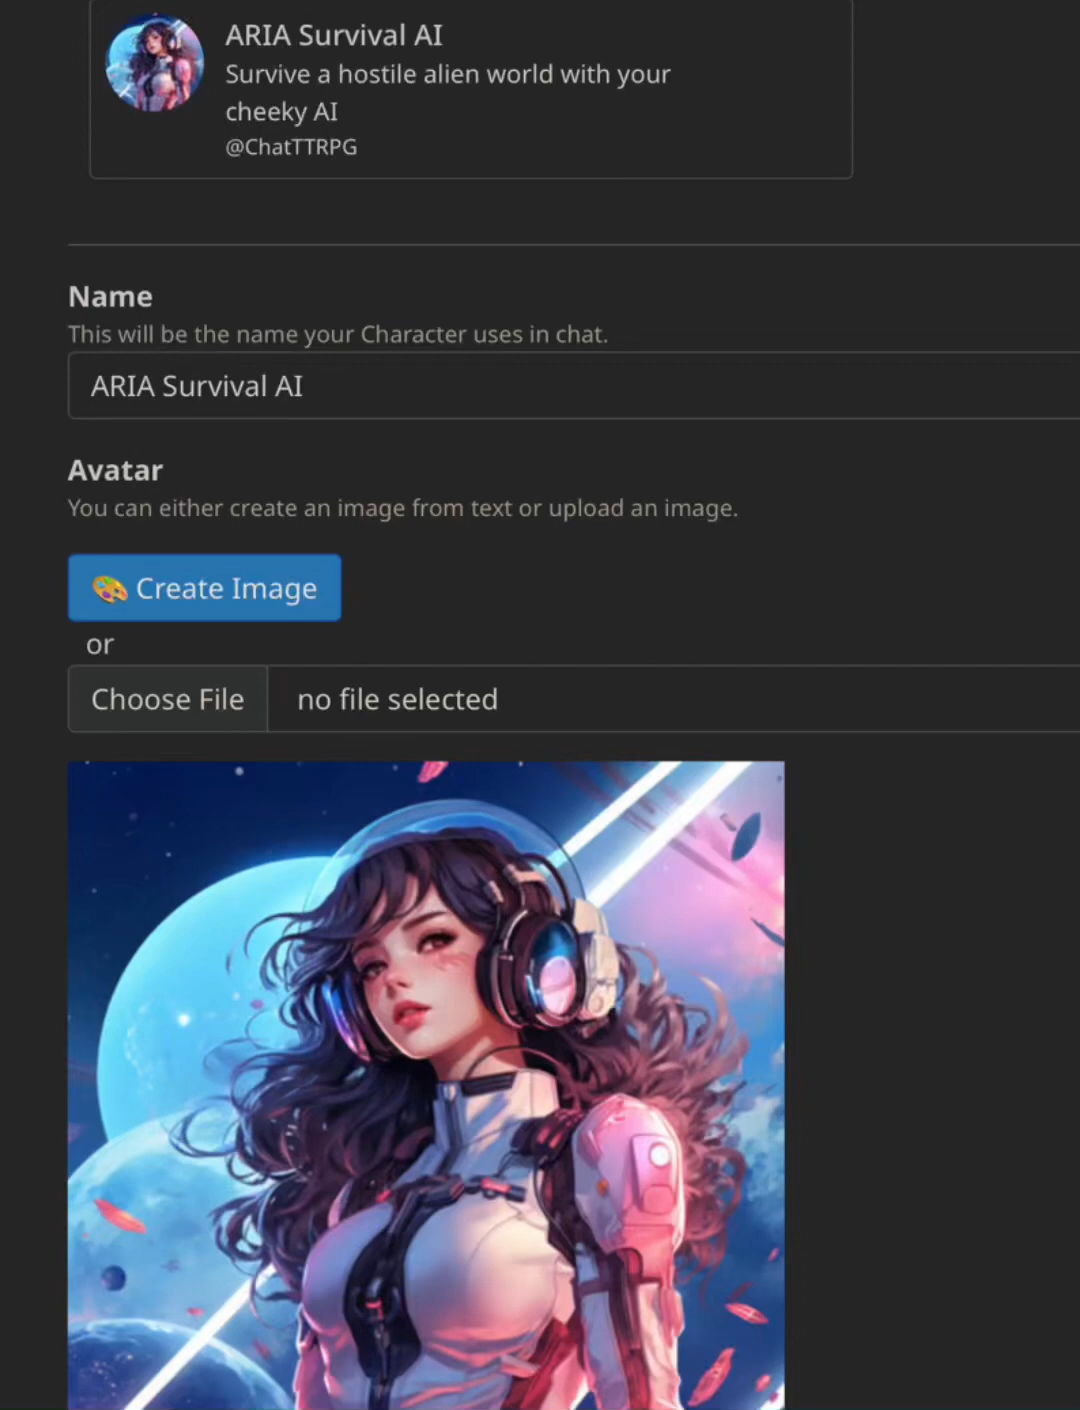 ARIA Survival AI
Survive a hostile alien world with your
cheeky AI
@ChatTTRPG
Name
This will be the name your Character uses in chat.
ARIA Survival AI
Avatar
You can either create an image from text or upload an image.
Create Image
or
Choose File no file selected